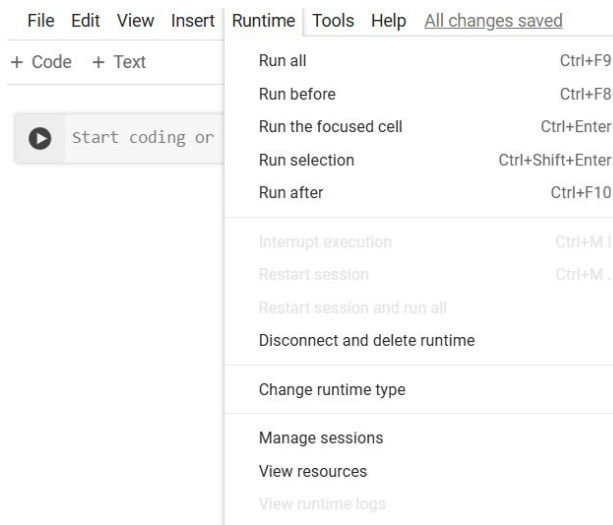 File Edit View Insert Runtime Tools Help All changes saved
+ Code + Text
Start coding or
Run all Ctrl+F9
Run before Ctrl+F8
Run the focused cell Ctrl+Enter
Run selection Ctrl+Shift+Enter
Run after Ctrl+F10
Interrupt execution Ctrl+M I
Restart session Ctrl+M .
Restart session and run all
Disconnect and delete runtime
Change runtime type
Manage sessions
View resources
View runtime logs